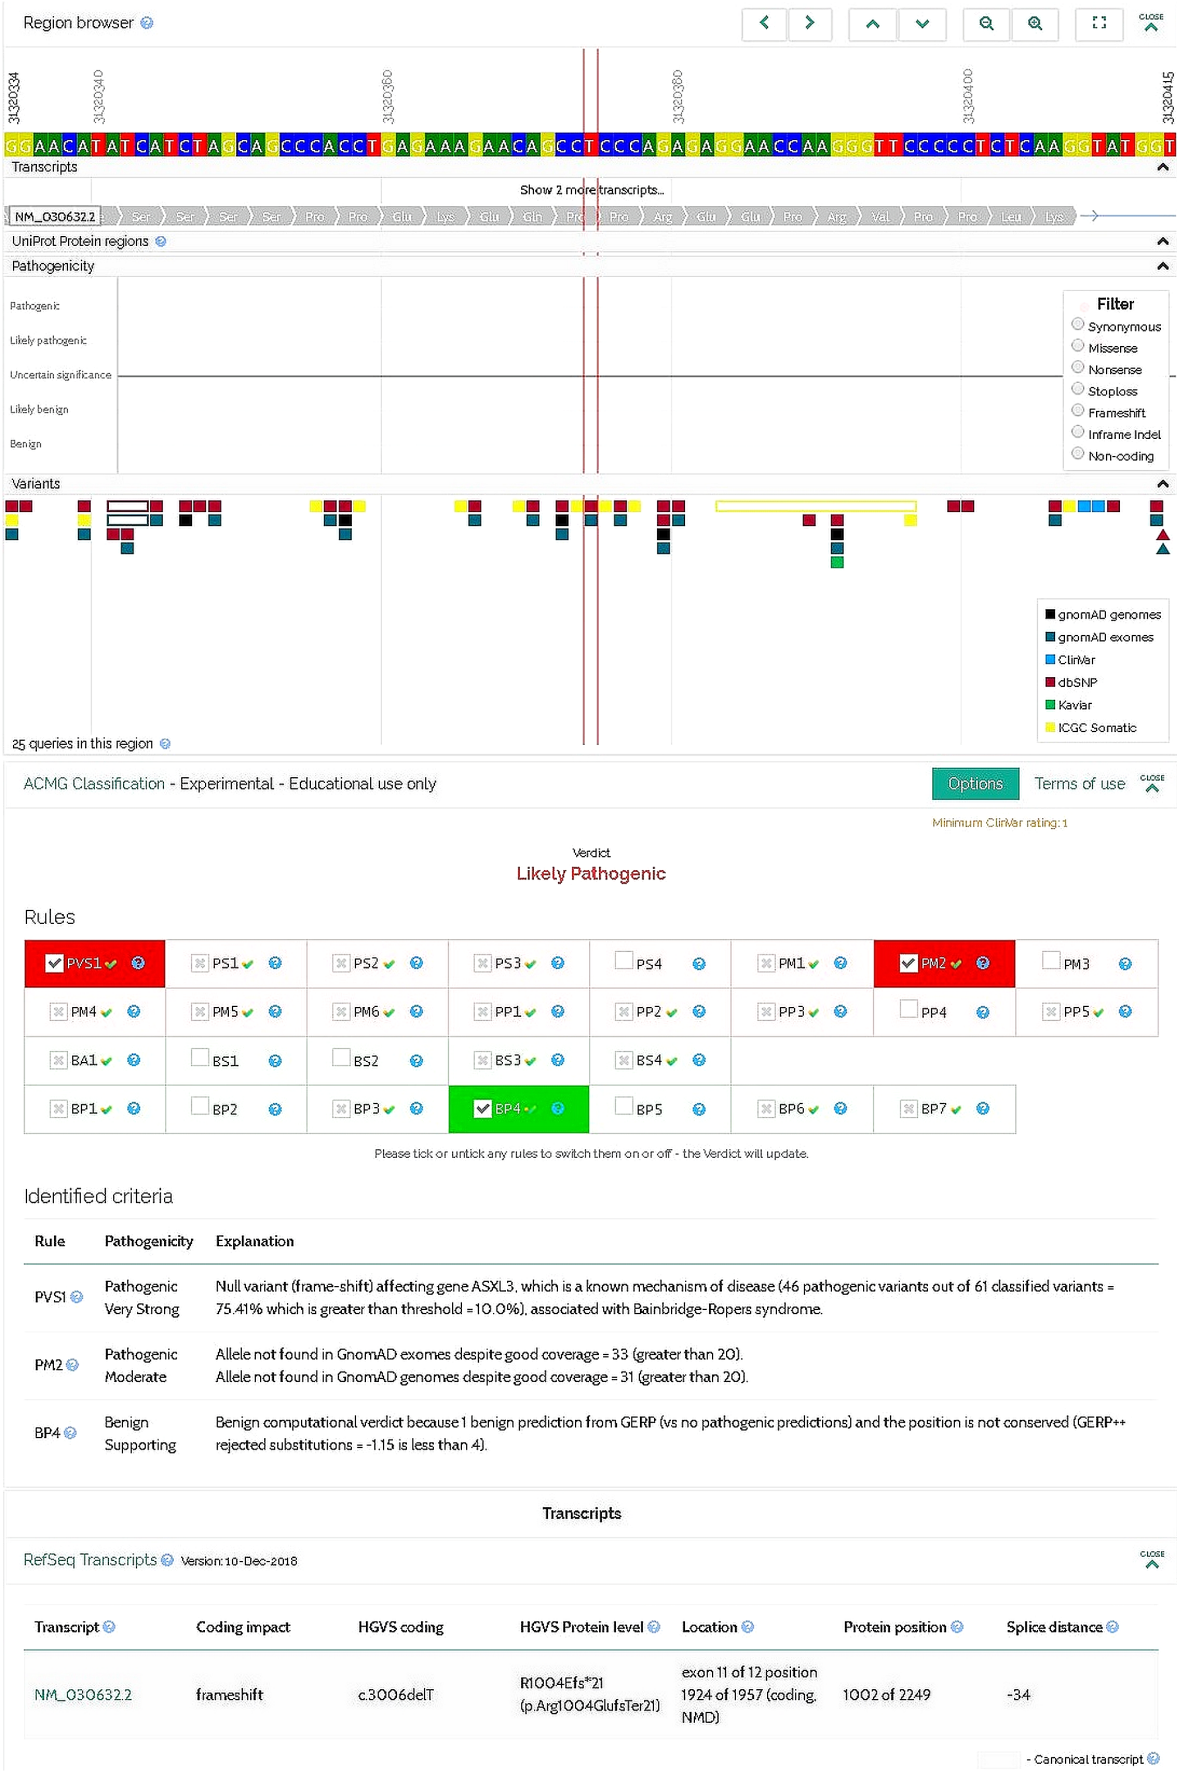 Region browser
CLOSE
31320334
31320340
31320360
31320380
31320400
31320415
GGAACATATCATCTAGCAGCCCACCTGAGAAAGAACAGCCTCCCAGAGAGGAACCAAGGGTTCCCCCTCTCAAGGTATGGT
Transcripts
Show 2 more transcripts...
NM_030632.2 Ser Ser Ser Ser Pro Pro Glu Lys Glu Gln Pro Pro Arg Glu Glu Pro Arg Val Pro Pro Leu Lys
UniProt Protein regions
Pathogenicity
Pathogenic
Likely pathogenic
Uncertain significance
Likely benign
Benign
Filter
Synonymous
Missense
Nonsense
Stoploss
Frameshift
Inframe Indel
Non-coding
Variants
gnomAD genomes
gnomAD exomes
ClinVar
dbSNP
Kaviar
ICGC Somatic
25 queries in this region
ACMG Classification - Experimental - Educational use only
Options
Terms of use
CLOSE
Minimum ClinVar rating: 1
Verdict
Likely Pathogenic
Rules
PVS1 PS1 PS2 PS3 PS4 PM1 PM2 PM3
PM4 PM5 PM6 PP1 PP2 PP3 PP4 PP5
BA1 BS1 BS2 BS3 BS4
BP1 BP2 BP3 BP4 BP5 BP6 BP7
Please tick or untick any rules to switch them on or off - the Verdict will update.
Identified criteria
Rule Pathogenicity Explanation
PVS1 Pathogenic Very Strong Null variant (frame-shift) affecting gene ASXL3, which is a known mechanism of disease (46 pathogenic variants out of 61 classified variants =
75.41% which is greater than threshold = 10.0%), associated with Bainbridge-Ropers syndrome.
PM2 Pathogenic Moderate Allele not found in GnomAD exomes despite good coverage = 33 (greater than 20).
Allele not found in GnomAD genomes despite good coverage = 31 (greater than 20).
BP4 Benign Supporting Benign computational verdict because 1 benign prediction from GERP (vs no pathogenic predictions) and the position is not conserved (GERP++
rejected substitutions = -1.15 is less than 4).
Transcripts
RefSeq Transcripts Version: 10-Dec-2018
CLOSE
Transcript Coding impact HGVS coding HGVS Protein level Location Protein position Splice distance
NM_030632.2 frameshift c.3006delT R1004Efs*21 (p.Arg1004GlufsTer21) exon 11 of 12 position 1924 of 1957 (coding, NMD) 1002 of 2249 -34
- Canonical transcript